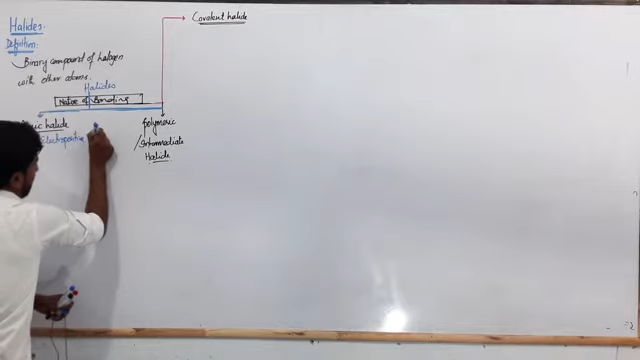 Halides.
Covalent halide
Definition:
Binary compound of halogen
with other atoms.
Halides
Nature of Bonding
halide
Polymeric
Electropositive
/Intermediate
Halide